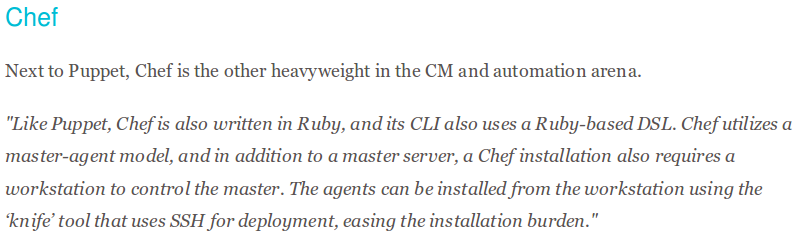 Chef
Next to Puppet, Chef is the other heavyweight in the CM and automation arena.
"Like Puppet, Chef is also written in Ruby, and its CLI also uses a Ruby-based DSL. Chef utilizes a
master-agent model, and in addition to a master server, a Chef installation also requires a
workstation to control the master. The agents can be installed from the workstation using the
‘knife’ tool that uses SSH for deployment, easing the installation burden."